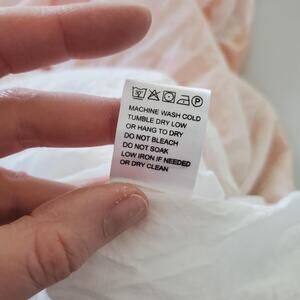 MACHINE WASH COLD
TUMBLE DRY LOW
OR HANG TO DRY
DO NOT BLEACH
DO NOT SOAK
LOW IRON IF NEEDED
OR DRY CLEAN